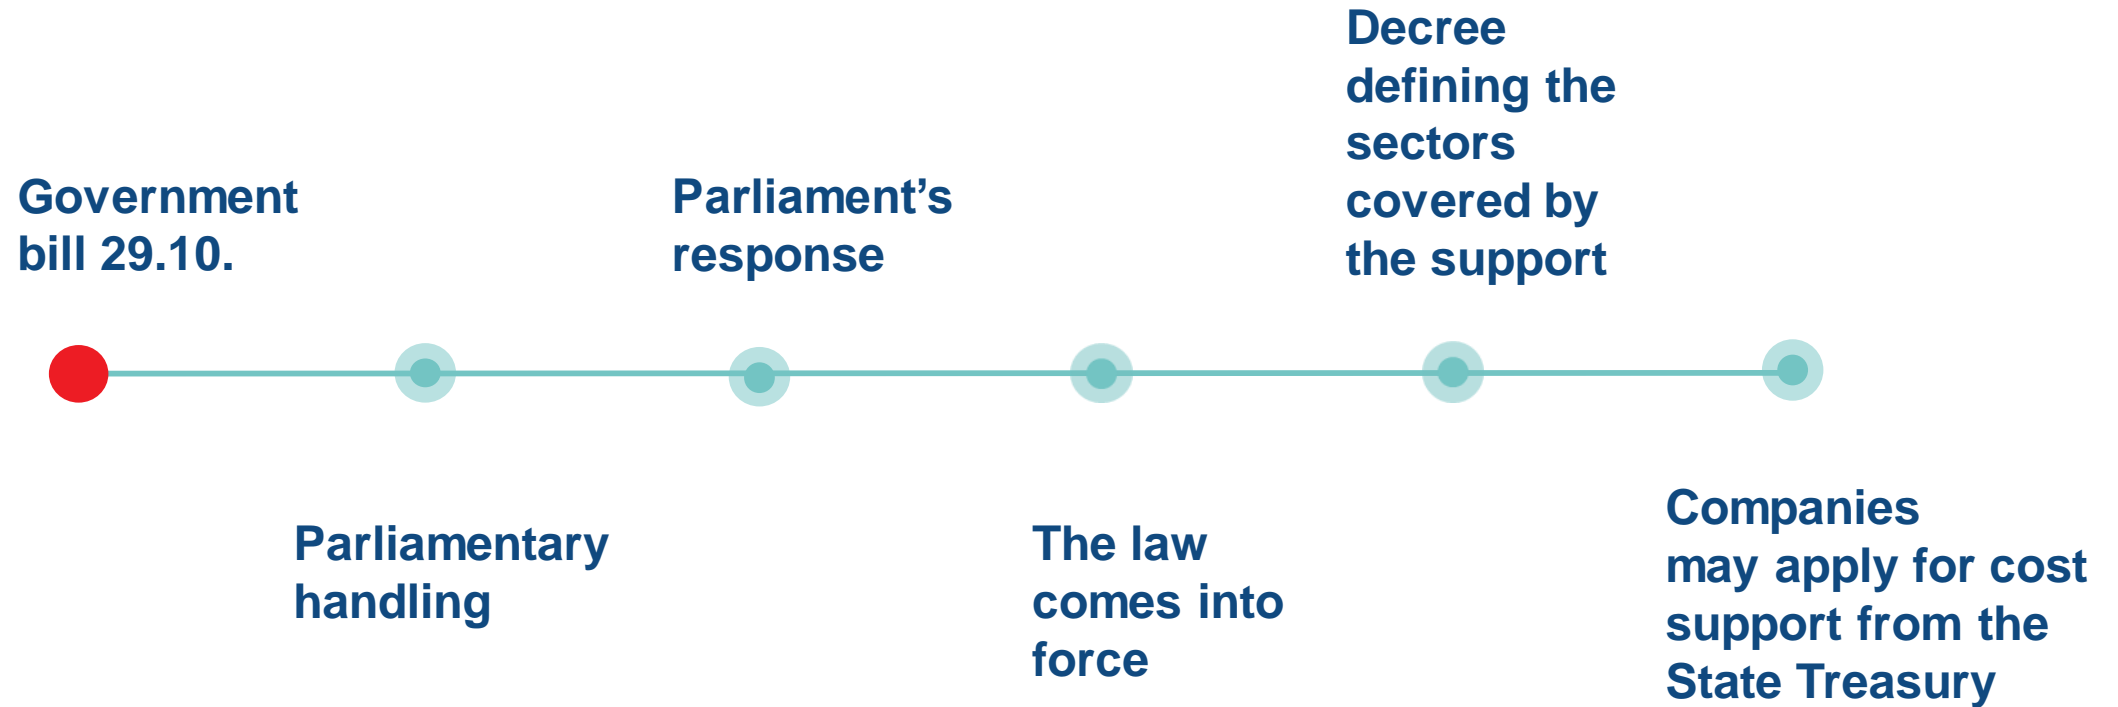 Government
bill 29.10.
Parliamentary
handling
Parliament’s
response
The law
comes into
force
Decree
defining the
sectors
covered by
the support
Companies
may apply for cost
support from the
State Treasury